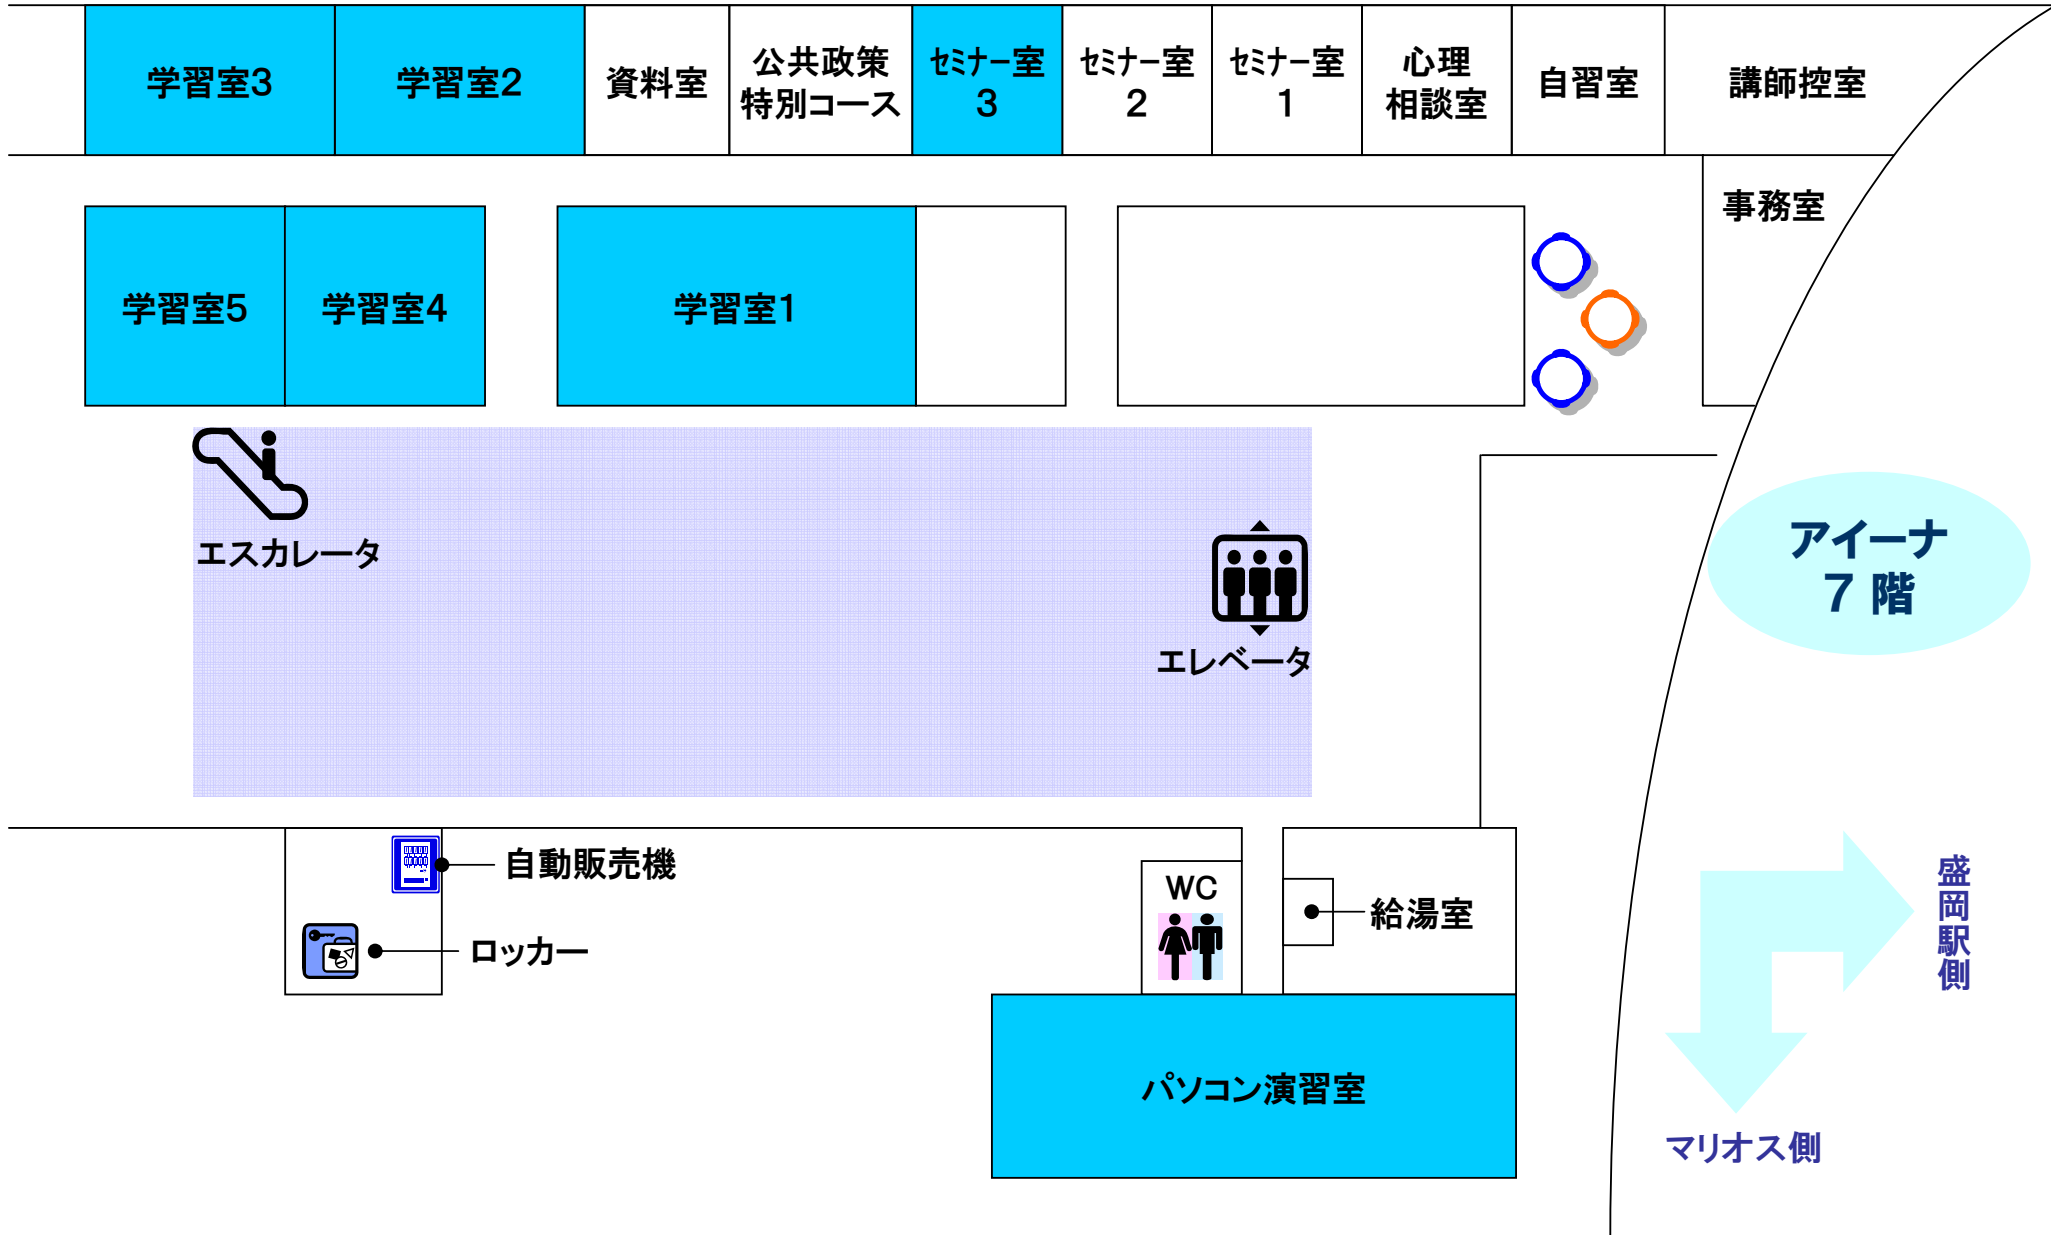 学習室3
学習室2
資料室
公共政策
特別コース
セミナー室
3
セミナー室
2
セミナー室
1
心理
相談室
自習室
講師控室
事務室
学習室5
学習室4
学習室1
エスカレータ
エレベータ
アイーナ
7 階
自動販売機
ロッカー
WC
給湯室
パソコン演習室
盛岡駅側
マリオス側